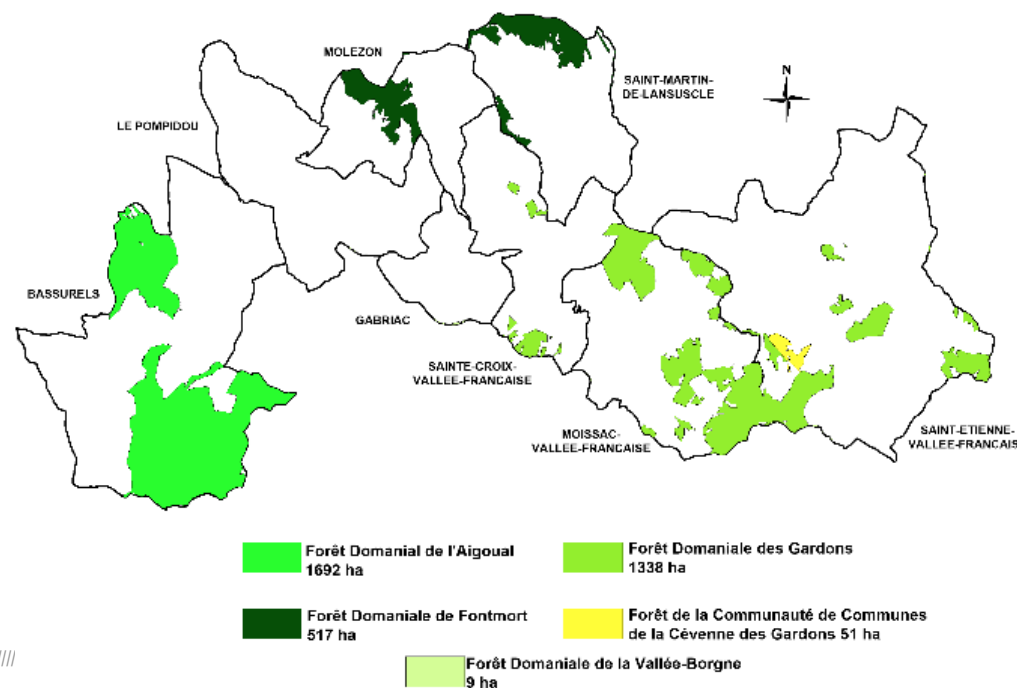 MOLEZON
SAINT-MARTIN-
DE-LANSUSCLE
N
LE POMPIDOU
BASSURELS
GABRIAC
SAINTE-CROIX-
VALLEE-FRANCAISE
MOISSAC-
VALLEE-FRANCAISE
SAINT-ETIENNE-
VALLEE-FRANCAIS
Forêt Domanial de l'Aigoual
1692 ha
Forêt Domaniale des Gardons
1338 ha
Forêt Domaniale de Fontmort
517 ha
Forêt de la Communauté de Communes
de la Cévenne des Gardons 51 ha
Forêt Domaniale de la Vallée-Borgne
9 ha